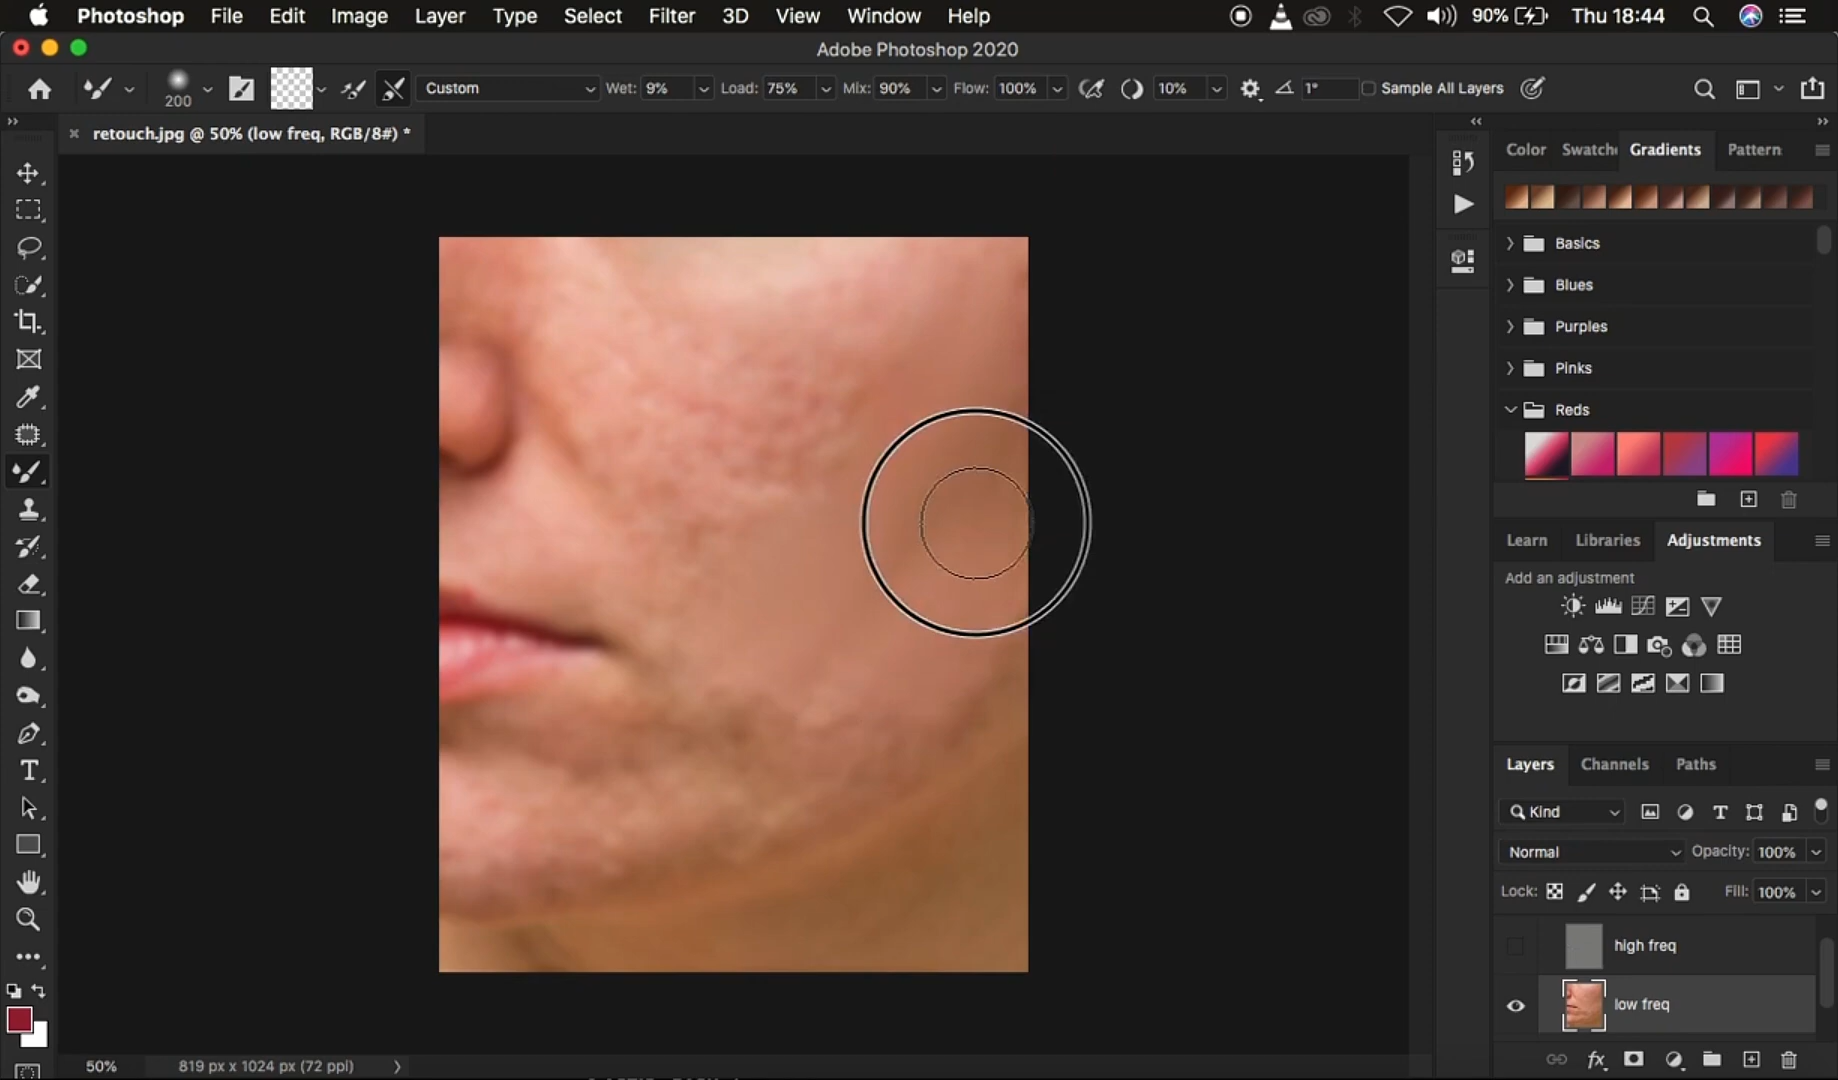 Photoshop File Edit Image Layer Type Select Filter 3D View Window Help 90% Thu 18:44
Adobe Photoshop 2020
200 Custom Wet: 9% Load: 75% Mix: 90% Flow: 100% 10% 1° Sample All Layers
retouch.jpg @ 50% (low freq, RGB/8#) *
Color Swatche Gradients Pattern
Basics
Blues
Purples
Pinks
Reds
Learn Libraries Adjustments
Add an adjustment
Layers Channels Paths
Kind
Normal Opacity: 100%
Lock: Fill: 100%
high freq
low freq
50% 819 px x 1024 px (72 ppi)